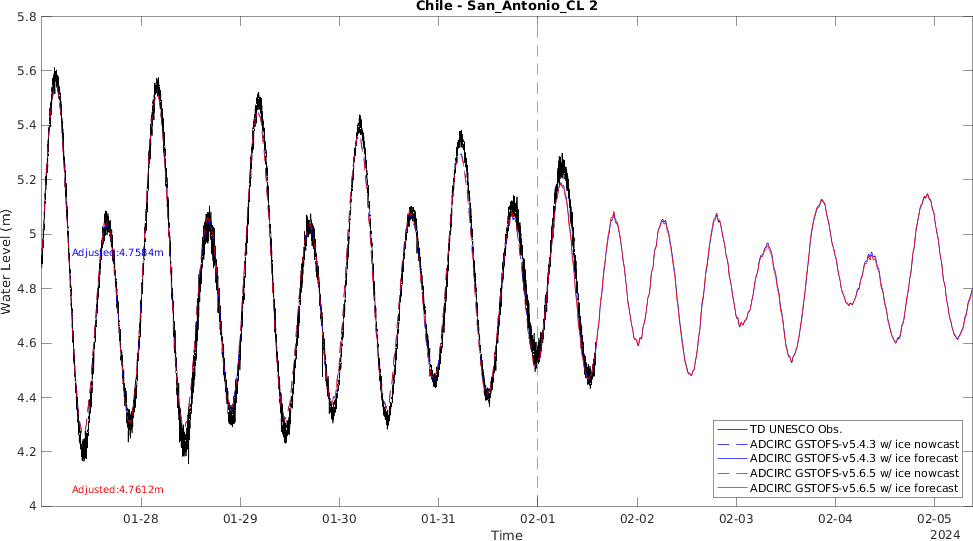 Chile - San_Antonio_CL 2
5.8
5.6
5.4
5.2
5
4.8
4.6
4.4
4.2
4
Water Level (m)
Adjusted:4.7584m
Adjusted:4.7612m
TD UNESCO Obs.
ADCIRC GSTOFS-v5.4.3 w/ ice nowcast
ADCIRC GSTOFS-v5.4.3 w/ ice forecast
ADCIRC GSTOFS-v5.6.5 w/ ice nowcast
ADCIRC GSTOFS-v5.6.5 w/ ice forecast
01-28
01-29
01-30
01-31
02-01
02-02
02-03
02-04
02-05
2024
Time